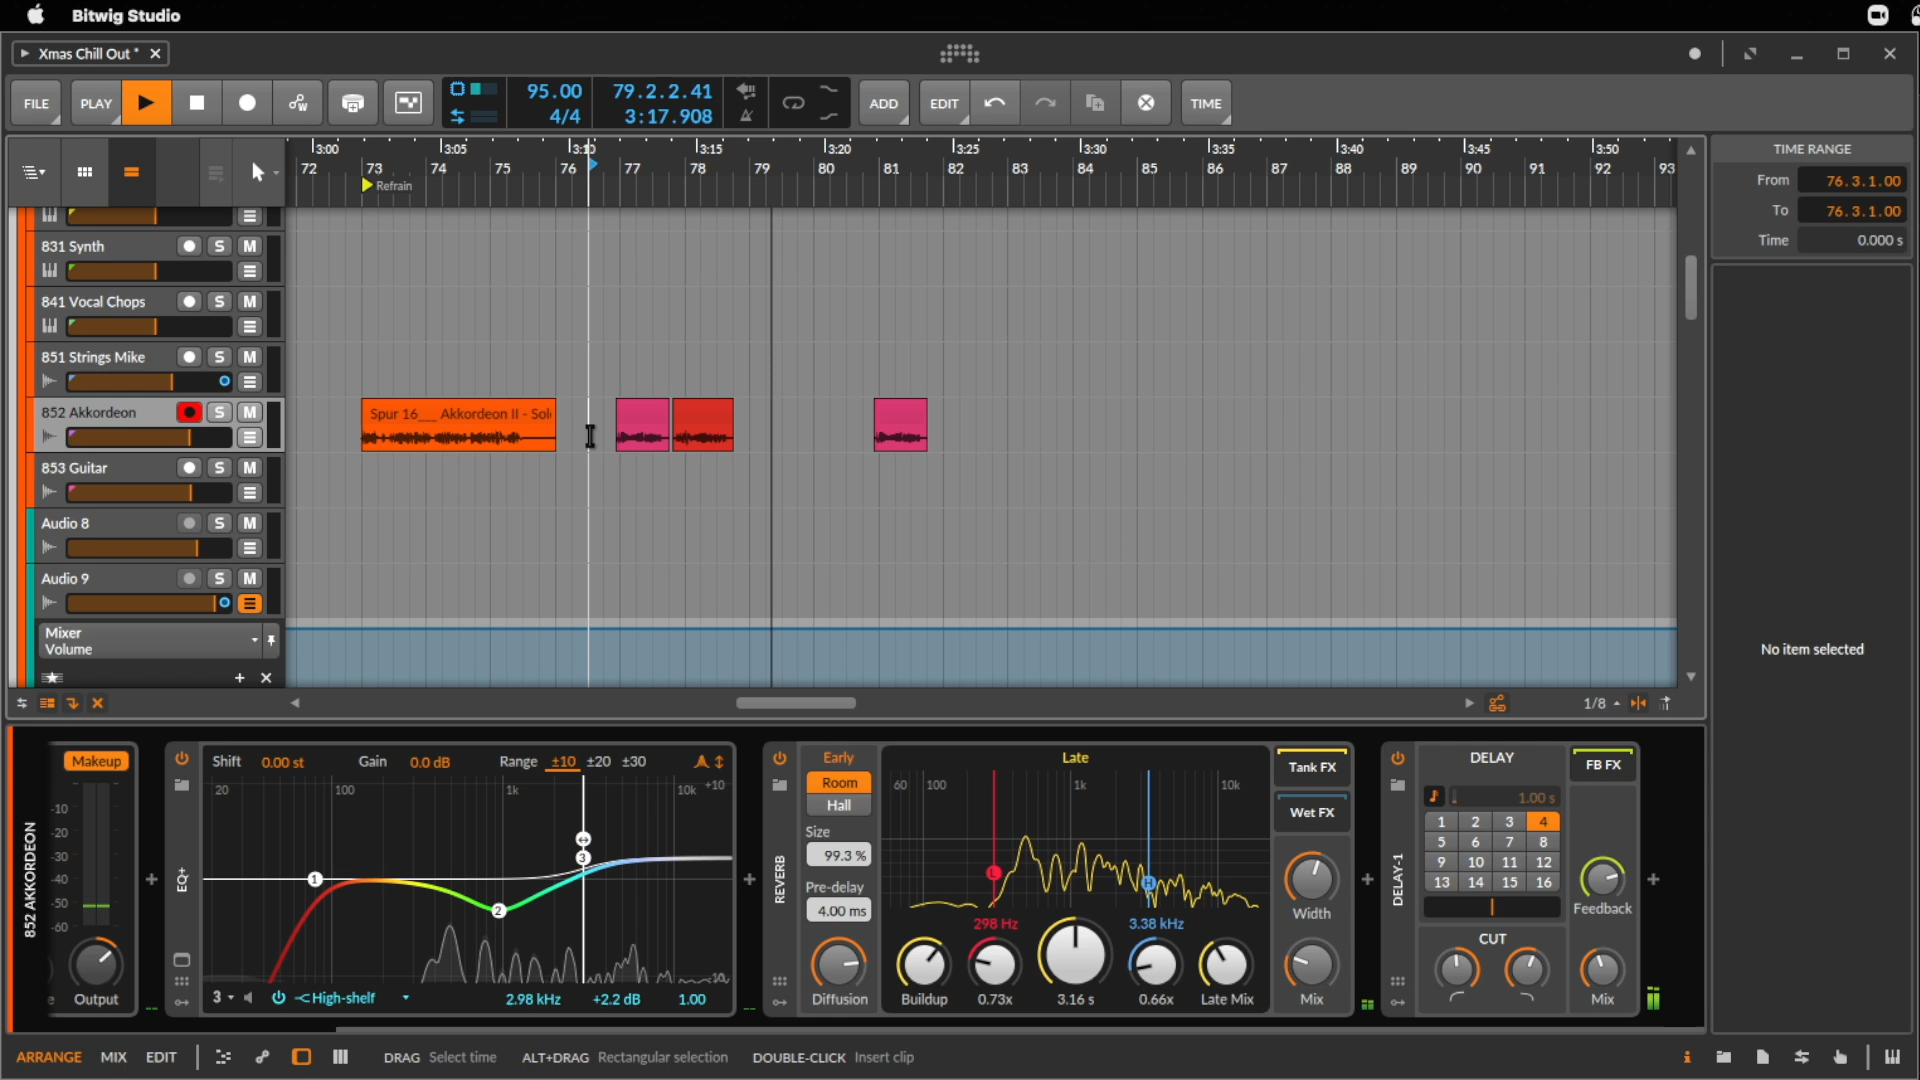 Bitwig Studio
Xmas Chill Out *
FILE PLAY 95.00 4/4 79.2.2.41 3:17.908 ADD EDIT TIME
3:00 3:05 3:10 3:15 3:20 3:25 3:30 3:35 3:40 3:45 3:50
72 73 74 75 76 77 78 79 80 81 82 83 84 85 86 87 88 89 90 91 92 93
Refrain
TIME RANGE
From 76.3.1.00
To 76.3.1.00
Time 0.000 s
831 Synth S M
841 Vocal Chops S M
851 Strings Mike S M
852 Akkordeon S M
Spur 16___ Akkordeon II - Sol
853 Guitar S M
Audio 8 S M
Audio 9 S M
Mixer
Volume
No item selected
1/8
852 AKKORDEON
Makeup
-10
-20
-30
-40
-50
-60
Output
EQ+
Shift 0.00 st Gain 0.0 dB Range ±10 ±20 ±30
20 100 1k 10k +10
1 2 3
-10
3 High-shelf 2.98 kHz +2.2 dB 1.00
REVERB
Early
Room
Hall
Size
99.3 %
Pre-delay
4.00 ms
Diffusion
Late
60 100 1k 10k
L H
298 Hz 3.38 kHz
Buildup 0.73x 3.16 s 0.66x Late Mix
Tank FX
Wet FX
Width
Mix
DELAY-1
DELAY
1.00 s
1 2 3 4
5 6 7 8
9 10 11 12
13 14 15 16
CUT
FB FX
Feedback
Mix
ARRANGE MIX EDIT DRAG Select time ALT+DRAG Rectangular selection DOUBLE-CLICK Insert clip